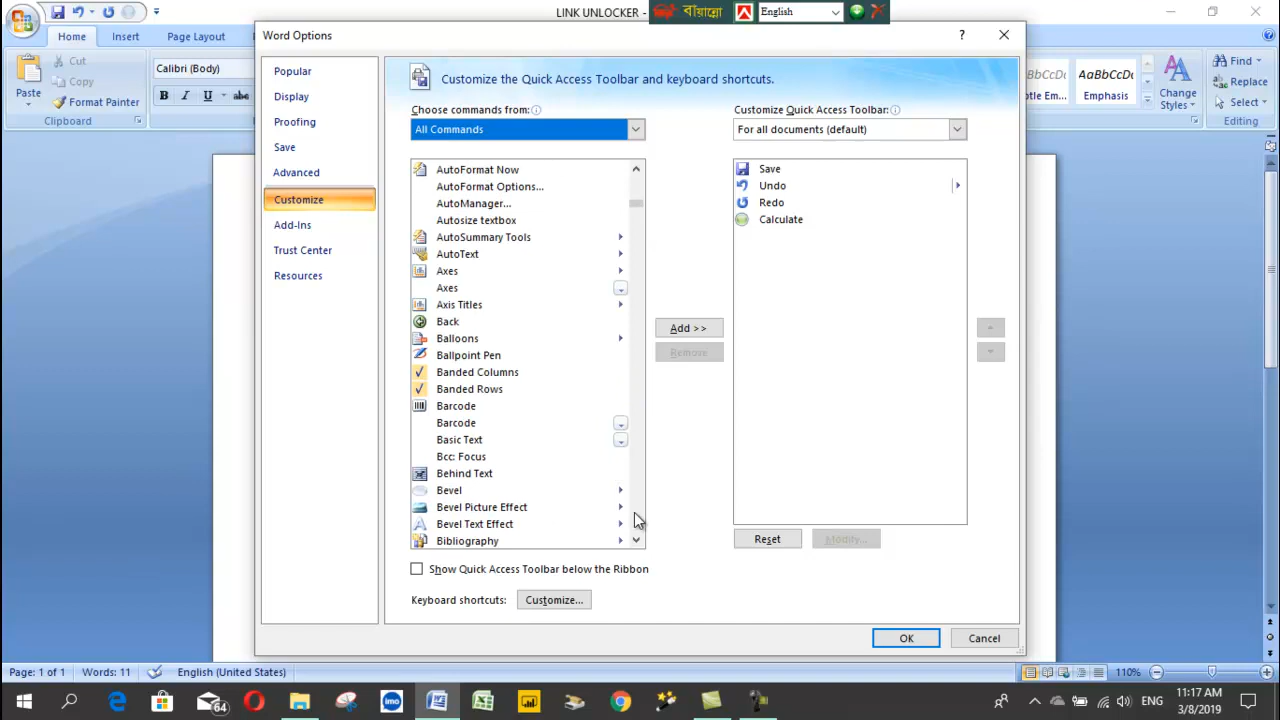 LINK UNLOCKER -
বায়ান্নো
English
Home
Insert
Page Layout
Paste
Cut
Copy
Format Painter
Clipboard
Calibri (Body)
B I U abc
AaBbCcDc
Emphasis
Change
Styles
Find
Replace
Select
Editing
Word Options
?
Popular
Display
Proofing
Save
Advanced
Customize
Add-Ins
Trust Center
Resources
Customize the Quick Access Toolbar and keyboard shortcuts.
Choose commands from:
All Commands
AutoFormat Now
AutoFormat Options...
AutoManager...
Autosize textbox
AutoSummary Tools
AutoText
Axes
Axes
Axis Titles
Back
Balloons
Ballpoint Pen
Banded Columns
Banded Rows
Barcode
Barcode
Basic Text
Bcc: Focus
Behind Text
Bevel
Bevel Picture Effect
Bevel Text Effect
Bibliography
Add >>
Remove
Customize Quick Access Toolbar:
For all documents (default)
Save
Undo
Redo
Calculate
Reset
Modify...
Show Quick Access Toolbar below the Ribbon
Keyboard shortcuts:
Customize...
OK
Cancel
Page: 1 of 1
Words: 11
English (United States)
110%
64
imo
ENG
11:17 AM
3/8/2019